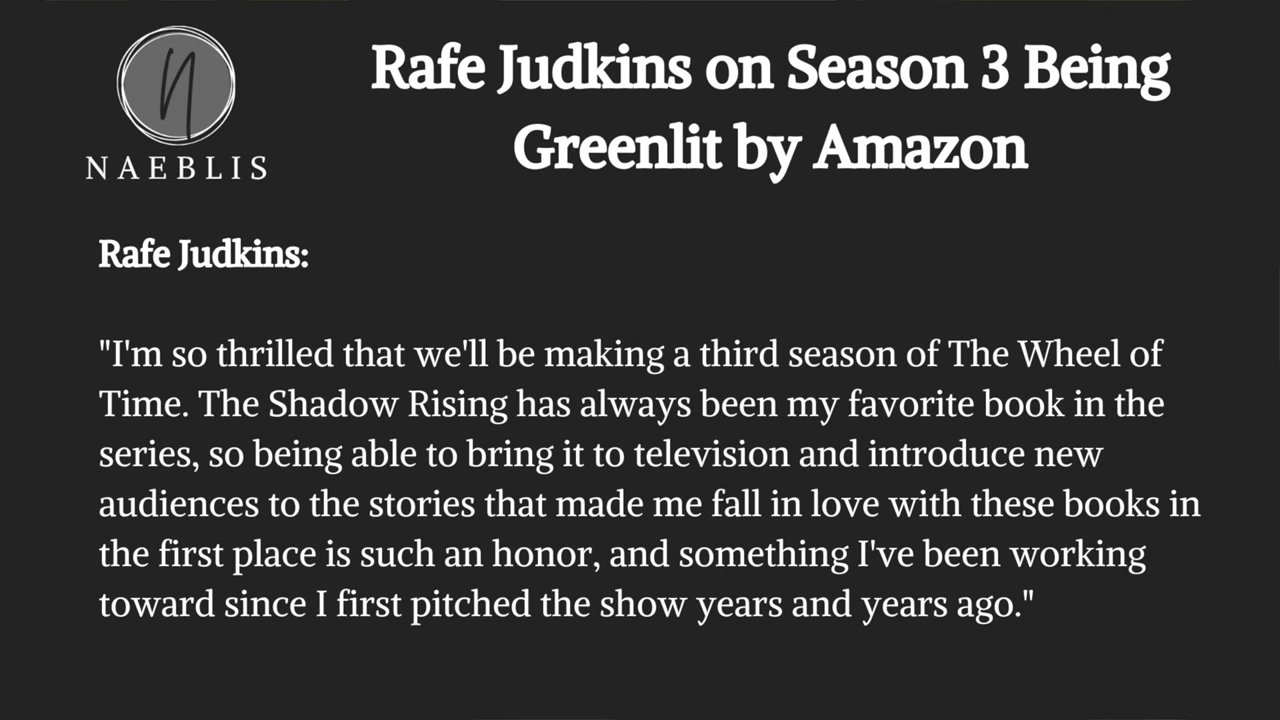 n
NAEBLIS
Rafe Judkins on Season 3 Being
Greenlit by Amazon
Rafe Judkins:
"I'm so thrilled that we'll be making a third season of The Wheel of
Time. The Shadow Rising has always been my favorite book in the
series, so being able to bring it to television and introduce new
audiences to the stories that made me fall in love with these books in
the first place is such an honor, and something I've been working
toward since I first pitched the show years and years ago."